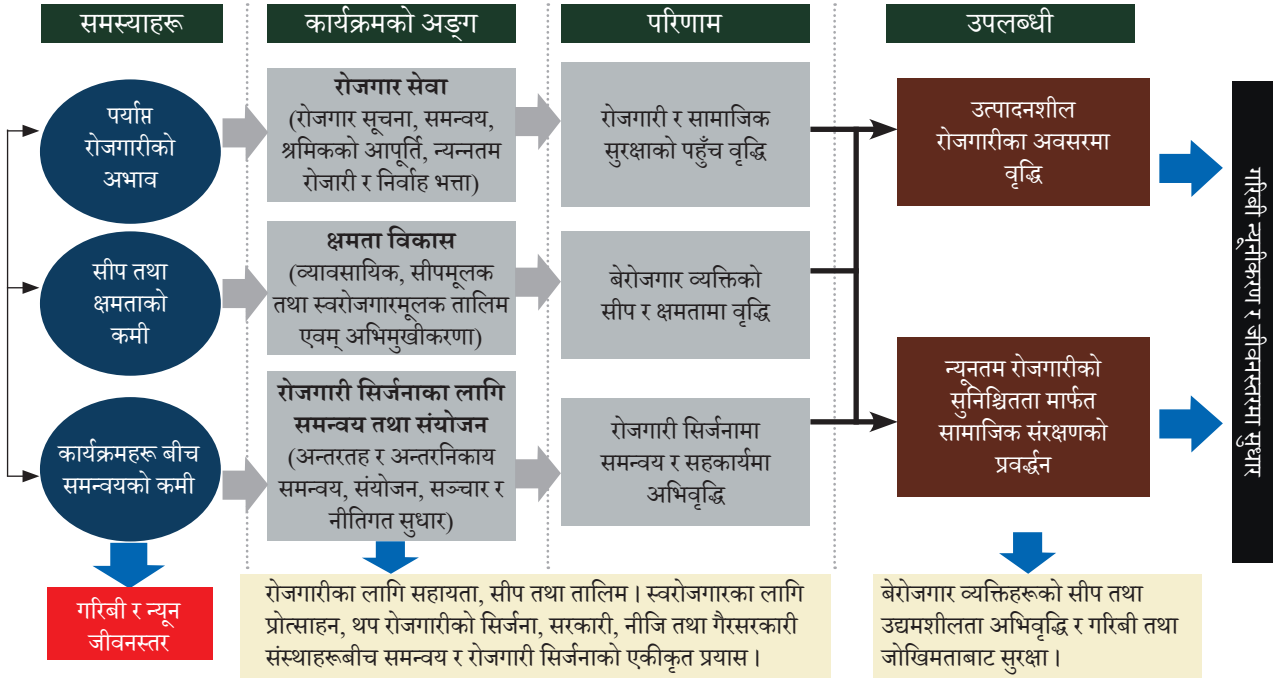 समस्याहरू
कार्यक्रमको अङ्ग
परिणाम
उपलब्धी
पर्याप्त
रोजगारीको
अभाव
रोजगार सेवा
(रोजगार सूचना, समन्वय,
श्रमिकको आपूर्ति, न्यन्नतम
रोजारी र निर्वाह भत्ता)
रोजगारी र सामाजिक
सुरक्षाको पहुँच वृद्धि
उत्पादनशील
रोजगारीका अवसरमा
वृद्धि
सीप तथा
क्षमताको
कमी
क्षमता विकास
(व्यावसायिक, सीपमूलक
तथा स्वरोजगारमूलक तालिम
एवम् अभिमुखीकरणा)
बेरोजगार व्यक्तिको
सीप र क्षमतामा वृद्धि
न्यूनतम रोजगारीको
सुनिश्चितता मार्फत
सामाजिक संरक्षणको
प्रवर्द्धन
कार्यक्रमहरू बीच
समन्वयको कमी
रोजगारी सिर्जनाका लागि
समन्वय तथा संयोजन
(अन्तरतह र अन्तरनिकाय
समन्वय, संयोजन, सञ्चार र
नीतिगत सुधार)
रोजगारी सिर्जनामा
समन्वय र सहकार्यमा
अभिवृद्धि
गरिबी न्यूनीकरण र जीवनस्तरमा सुधार
गरिबी र न्यून
जीवनस्तर
रोजगारीका लागि सहायता, सीप तथा तालिम । स्वरोजगारका लागि
प्रोत्साहन, थप रोजगारीको सिर्जना, सरकारी, नीजि तथा गैरसरकारी
संस्थाहरूबीच समन्वय र रोजगारी सिर्जनाको एकीकृत प्रयास ।
बेरोजगार व्यक्तिहरूको सीप तथा
उद्यमशीलता अभिवृद्धि र गरिबी तथा
जोखिमताबाट सुरक्षा ।